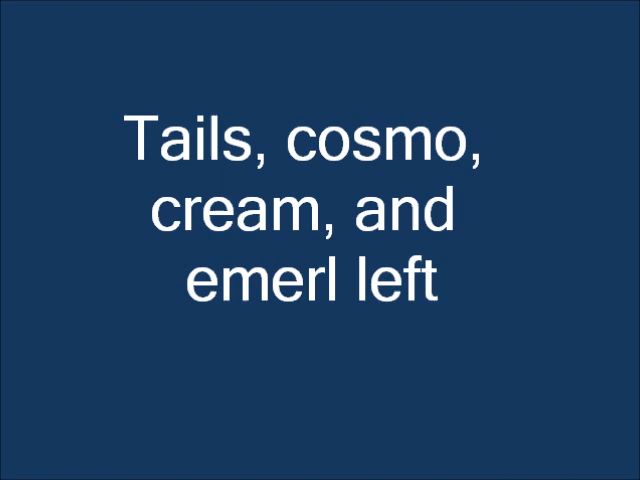 Tails, cosmo,
cream, and
emerl left